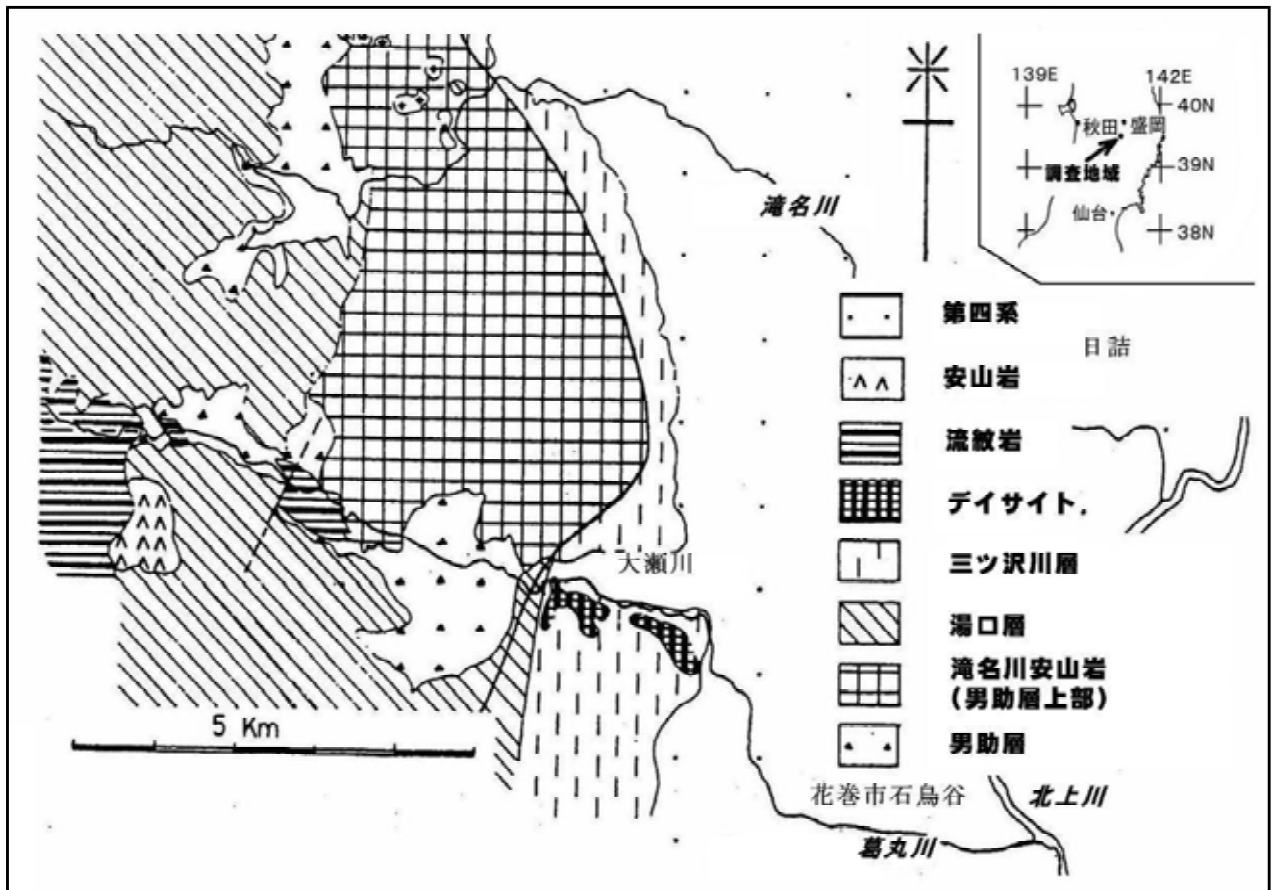 139E
142E
40N
秋田
盛岡
39N
調査地域
仙台
38N
滝名川
第四系
日詰
安山岩
流紋岩
デイサイト.
三ツ沢川層
大瀬川
湯口層
滝名川安山岩
(男助層上部)
5 Km
男助層
花巻市石鳥谷
北上川
葛丸川